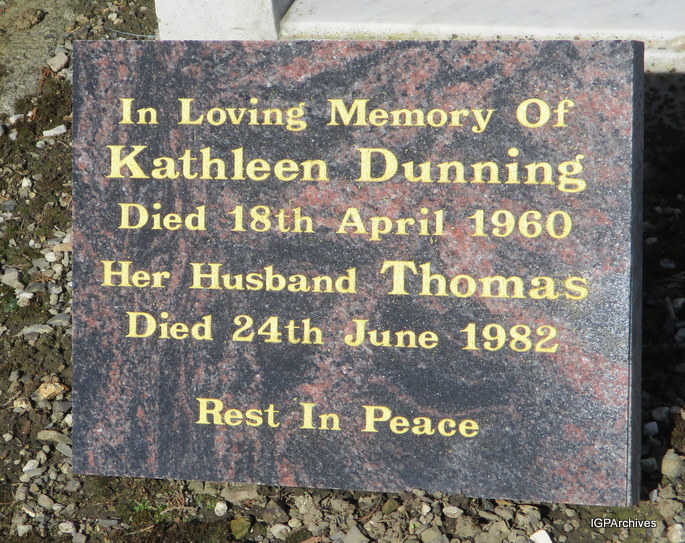 In Loving Memory Of
Kathleen Dunning
Died 18th April 1960
Her Husband Thomas
Died 24th June 1982
Rest In Peace
IGPArchives